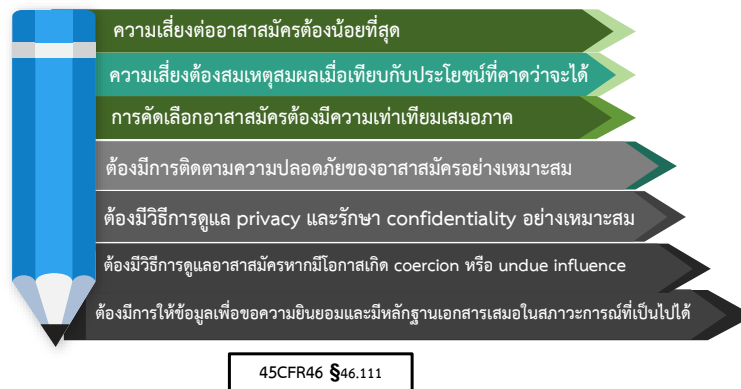 ความเสี่ยงต่ออาสาสมัครต้องน้อยที่สุด
ความเสี่ยงต้องสมเหตุสมผลเมื่อเทียบกับประโยชน์ที่คาดว่าจะได้
การคัดเลือกอาสาสมัครต้องมีความเท่าเทียมเสมอภาค
ต้องมีการติดตามความปลอดภัยของอาสาสมัครอย่างเหมาะสม
ต้องมีวิธีการดูแล privacy และรักษา confidentiality อย่างเหมาะสม
ต้องมีวิธีการดูแลอาสาสมัครหากมีโอกาสเกิด coercion หรือ undue influence
ต้องมีการให้ข้อมูลเพื่อขอความยินยอมและมีหลักฐานเอกสารเสมอในสภาวะการณ์ที่เป็นไปได้
45CFR46 §46.111